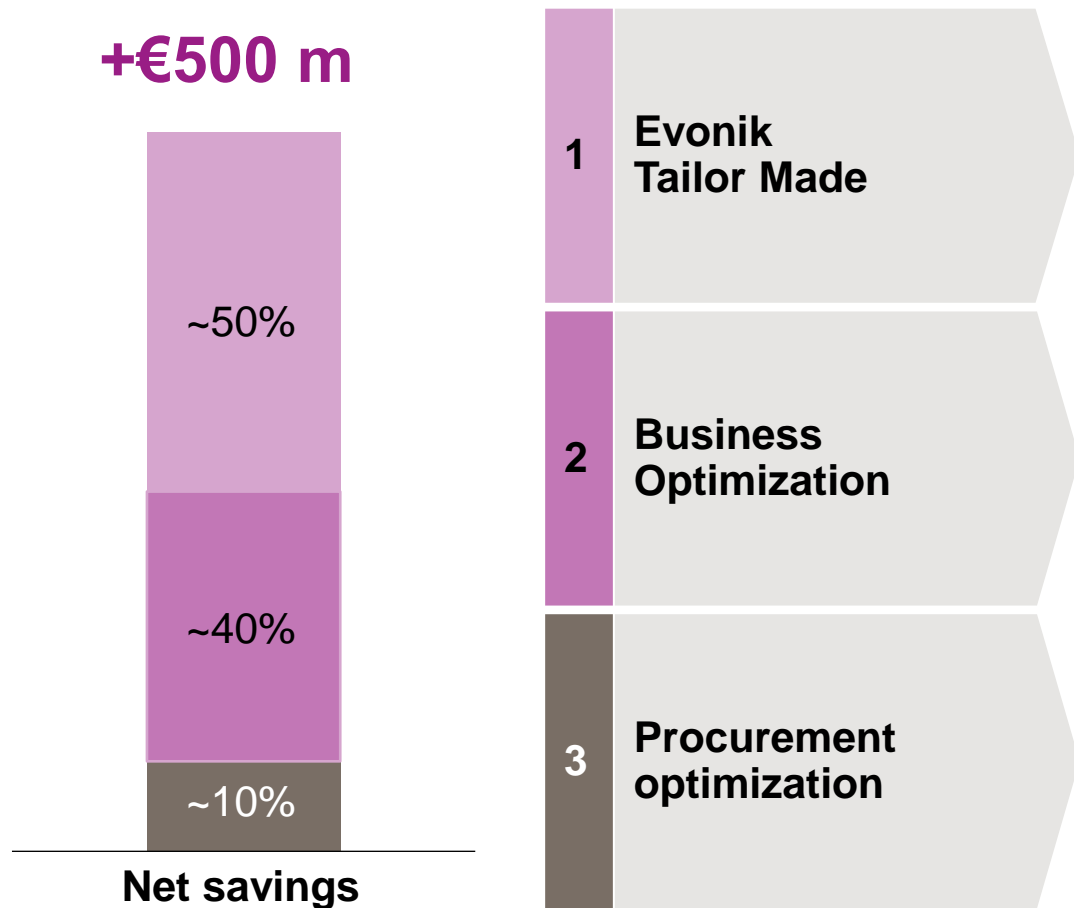 +€500 m
~50%
~40%
~10%
Net savings
1
Evonik
Tailor Made
2
Business
Optimization
3
Procurement
optimization